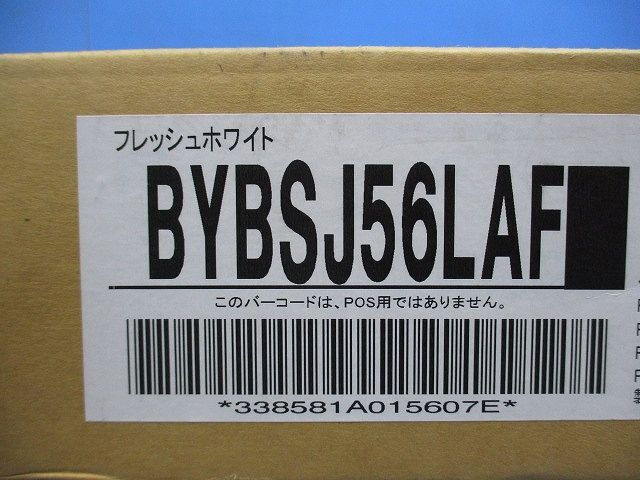 フレッシュホワイト
BYBSJ56LAF
このバーコードは、POS用ではありません。
*338581A015607E*
製